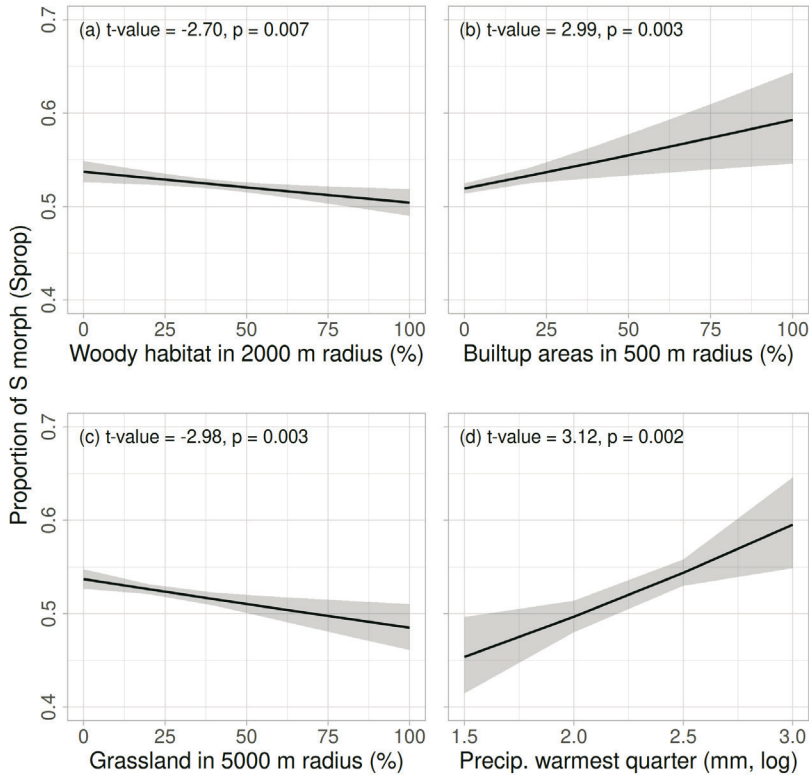 Proportion of S morph (Sprop)
(a) t-value = -2.70, p = 0.007
0.7
0.6
0.5
0.4
0 25 50 75 100
Woody habitat in 2000 m radius (%)
(b) t-value = 2.99, p = 0.003
0 25 50 75 100
Builtup areas in 500 m radius (%)
(c) t-value = -2.98, p = 0.003
0.7
0.6
0.5
0.4
0 25 50 75 100
Grassland in 5000 m radius (%)
(d) t-value = 3.12, p = 0.002
1.5 2.0 2.5 3.0
Precip. warmest quarter (mm, log)